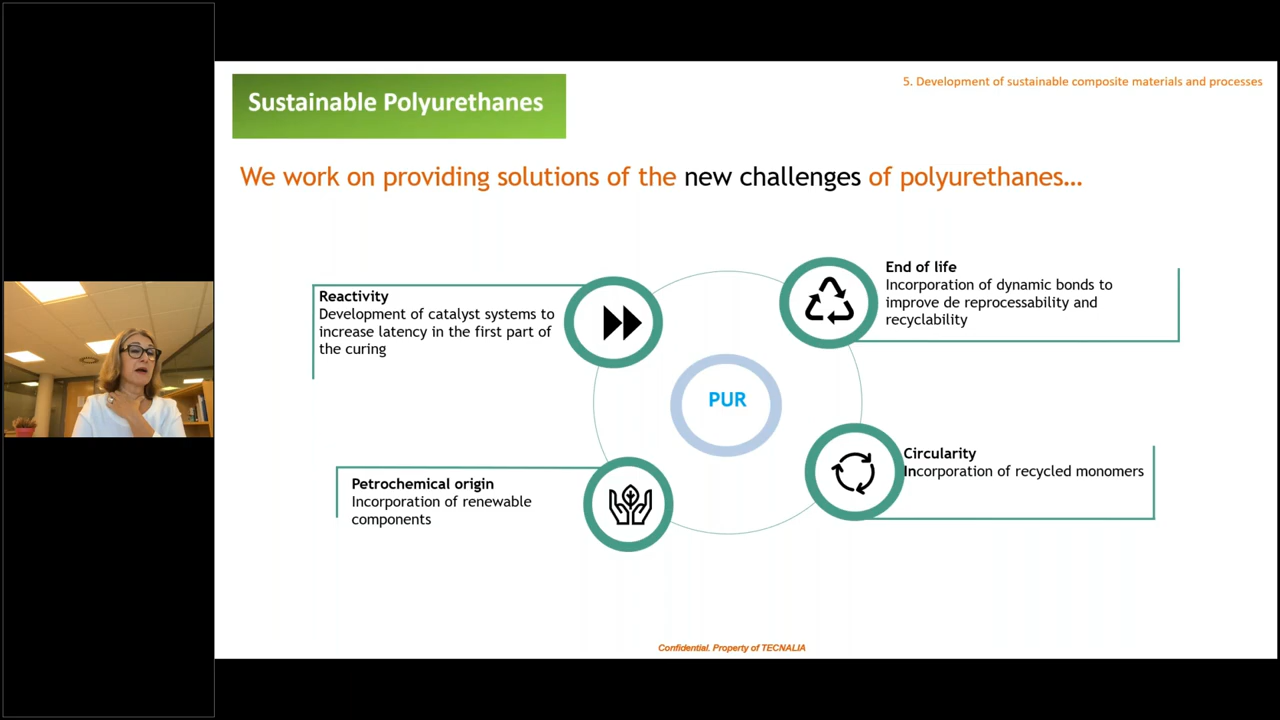 5. Development of sustainable composite materials and processes
Sustainable Polyurethanes
We work on providing solutions of the new challenges of polyurethanes…
Reactivity
Development of catalyst systems to
increase latency in the first part of
the curing
End of life
Incorporation of dynamic bonds to
improve de reprocessability and
recyclability
PUR
Petrochemical origin
Incorporation of renewable
components
Circularity
Incorporation of recycled monomers
Confidential. Property of TECNALIA